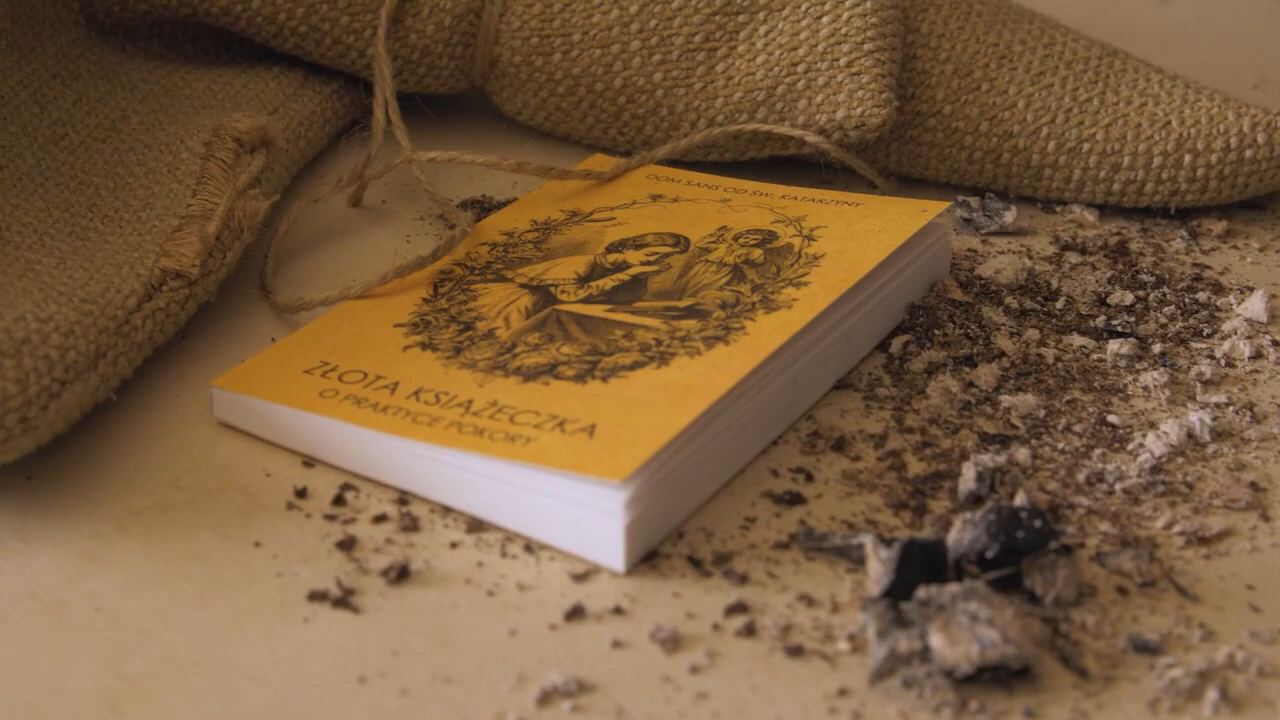 DOM SANS OD ŚW. KATARZYNY
ZŁOTA KSIĄŻECZKA
O PRAKTYCE POKORY